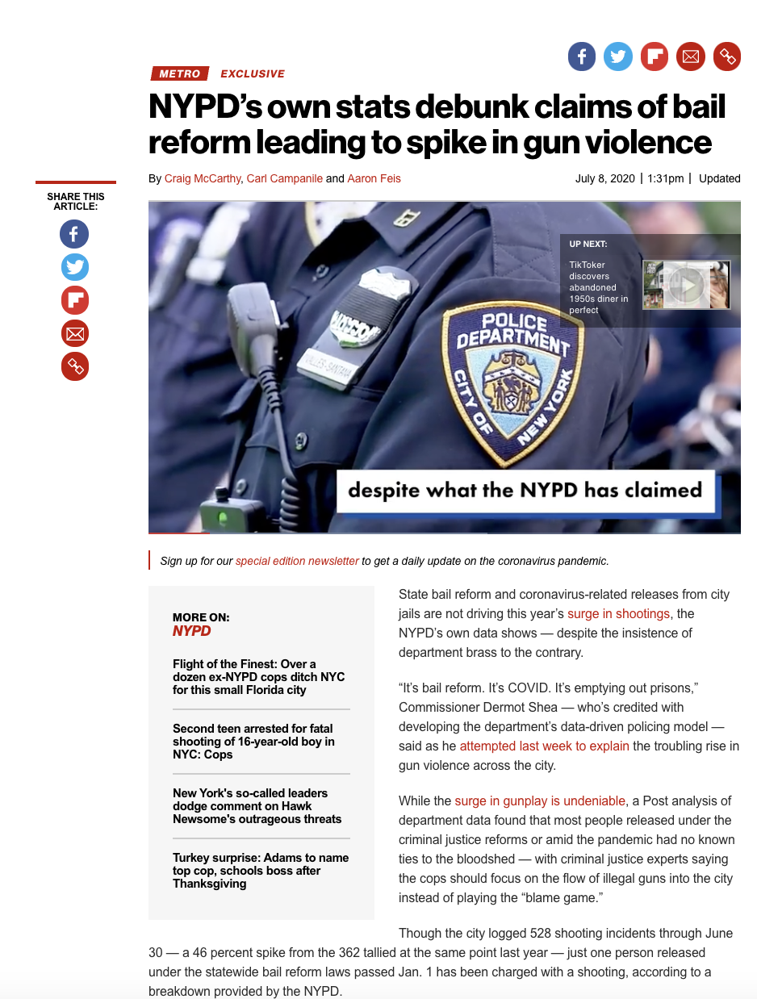 METRO EXCLUSIVE
NYPD's own stats debunk claims of bail
reform leading to spike in gun violence
By Craig McCarthy, Carl Campanile and Aaron Feis
July 8, 2020 | 1:31pm | Updated
SHARE THIS
ARTICLE:
UP NEXT:
TikToker
discovers
abandoned
1950s diner in
perfect
POLICE
DEPARTMENT
CITY OF
NEW YORK
despite what the NYPD has claimed
Sign up for our special edition newsletter to get a daily update on the coronavirus pandemic.
MORE ON:
NYPD
Flight of the Finest: Over a
dozen ex-NYPD cops ditch NYC
for this small Florida city
Second teen arrested for fatal
shooting of 16-year-old boy in
NYC: Cops
New York's so-called leaders
dodge comment on Hawk
Newsome's outrageous threats
Turkey surprise: Adams to name
top cop, schools boss after
Thanksgiving
State bail reform and coronavirus-related releases from city
jails are not driving this year's surge in shootings, the
NYPD's own data shows — despite the insistence of
department brass to the contrary.
“It's bail reform. It's COVID. It's emptying out prisons,”
Commissioner Dermot Shea — who's credited with
developing the department's data-driven policing model —
said as he attempted last week to explain the troubling rise in
gun violence across the city.
While the surge in gunplay is undeniable, a Post analysis of
department data found that most people released under the
criminal justice reforms or amid the pandemic had no known
ties to the bloodshed — with criminal justice experts saying
the cops should focus on the flow of illegal guns into the city
instead of playing the “blame game.”
Though the city logged 528 shooting incidents through June
30 — a 46 percent spike from the 362 tallied at the same point last year — just one person released
under the statewide bail reform laws passed Jan. 1 has been charged with a shooting, according to a
breakdown provided by the NYPD.